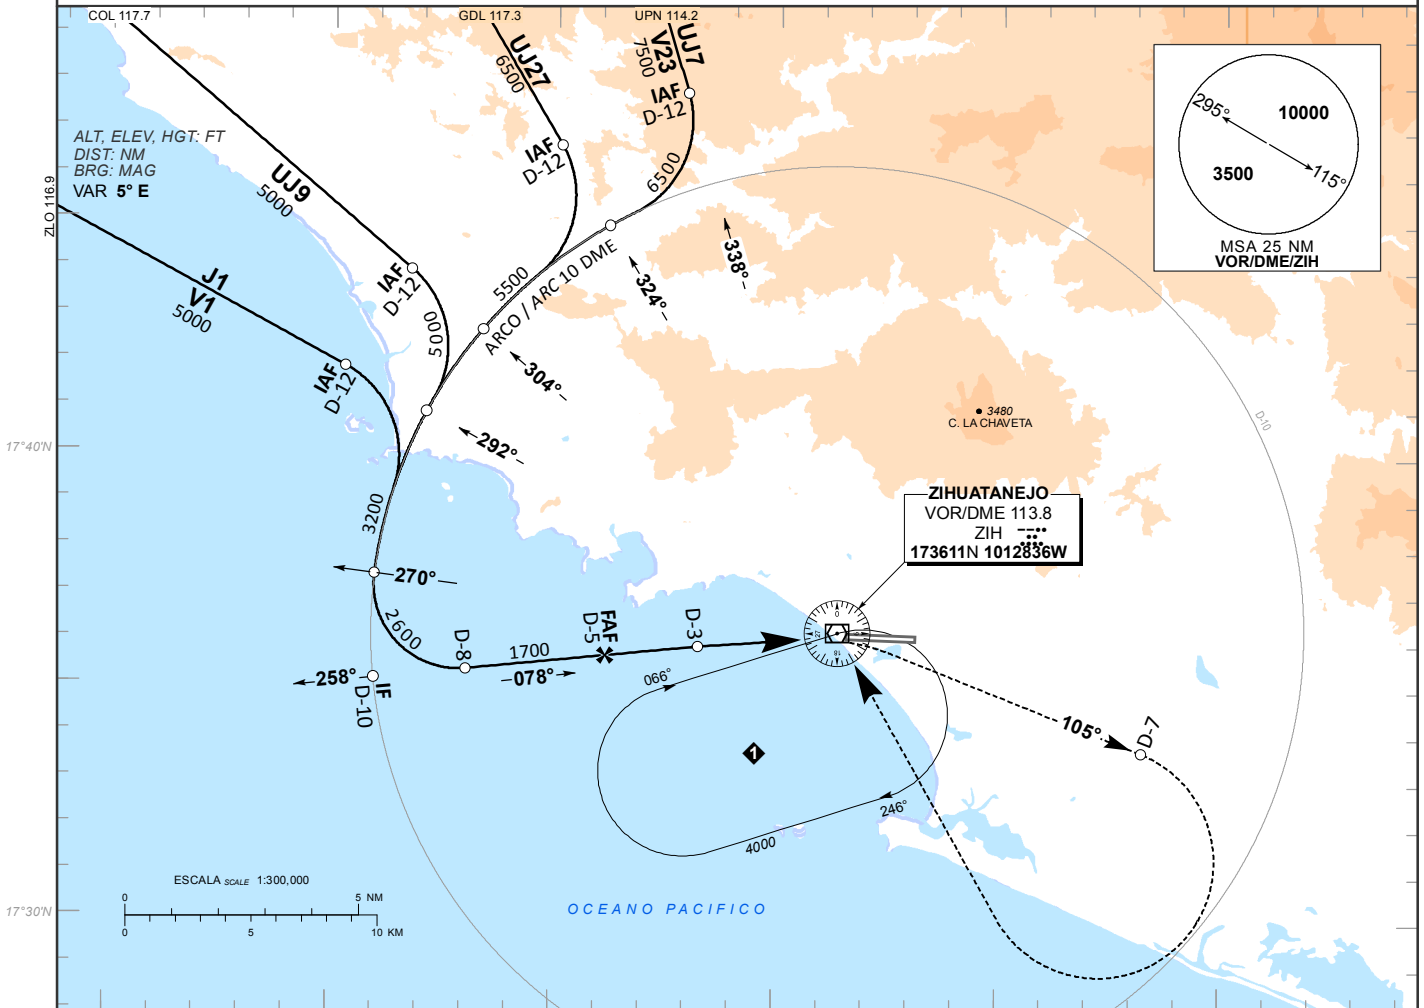 COL 117.7
GDL 117.3
UPN 114.2
ZLO 116.9
ALT, ELEV, HGT: FT
DIST: NM
BRG: MAG
VAR 5° E
UJ9
5000
J1
V1
5000
UJ27
6500
UJ7
V23
7500
IAF
D-12
IAF
D-12
IAF
D-12
IAF
D-12
6500
5500
5000
3200
2600
ARCO / ARC 10 DME
338°
324°
304°
292°
270°
258°
IF
D-10
D-8
1700
078°
FAF
D-5
D-3
295°
10000
3500
115°
MSA 25 NM
VOR/DME/ZIH
3480
C. LA CHAVETA
D-10
ZIHUATANEJO
VOR/DME 113.8
ZIH
173611N 1012836W
0
27
18
066°
1
246°
4000
105°
D-7
17°40'N
17°30'N
ESCALA SCALE 1:300,000
0 5 NM
0 5 10 KM
OCEANO PACIFICO